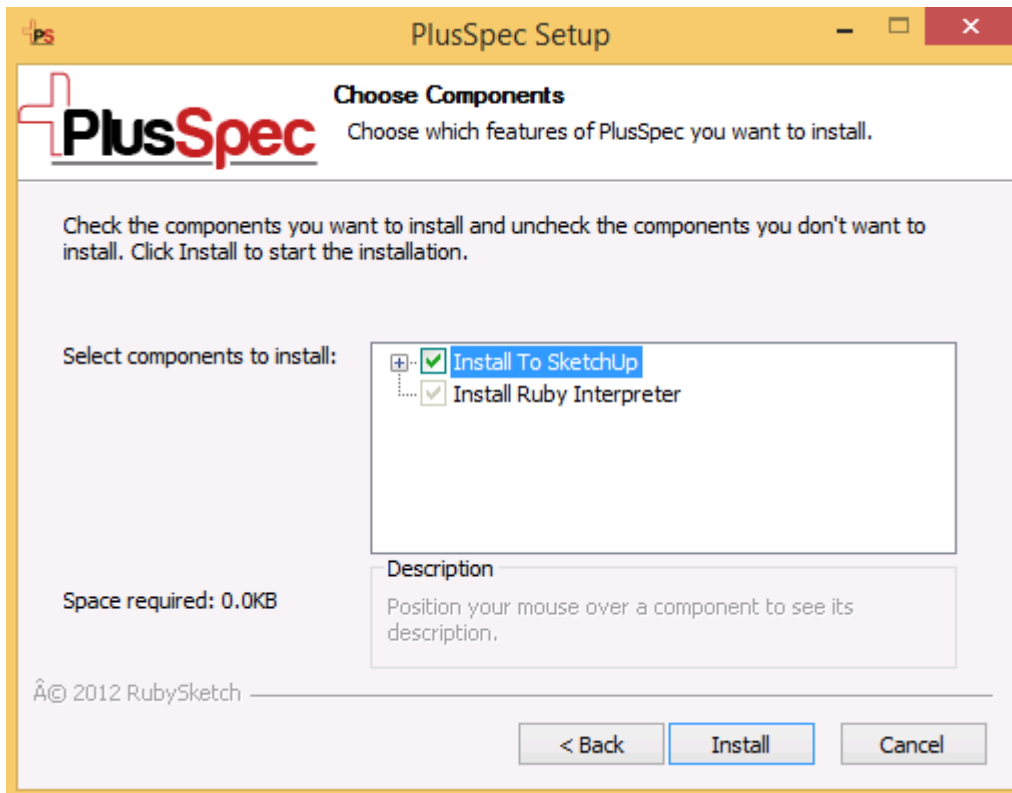 PS
PlusSpec Setup
PlusSpec
Choose Components
Choose which features of PlusSpec you want to install.
Check the components you want to install and uncheck the components you don't want to
install. Click Install to start the installation.
Select components to install:
Install To SketchUp
Install Ruby Interpreter
Space required: 0.0KB
Description
Position your mouse over a component to see its
description.
Â© 2012 RubySketch
< Back
Install
Cancel